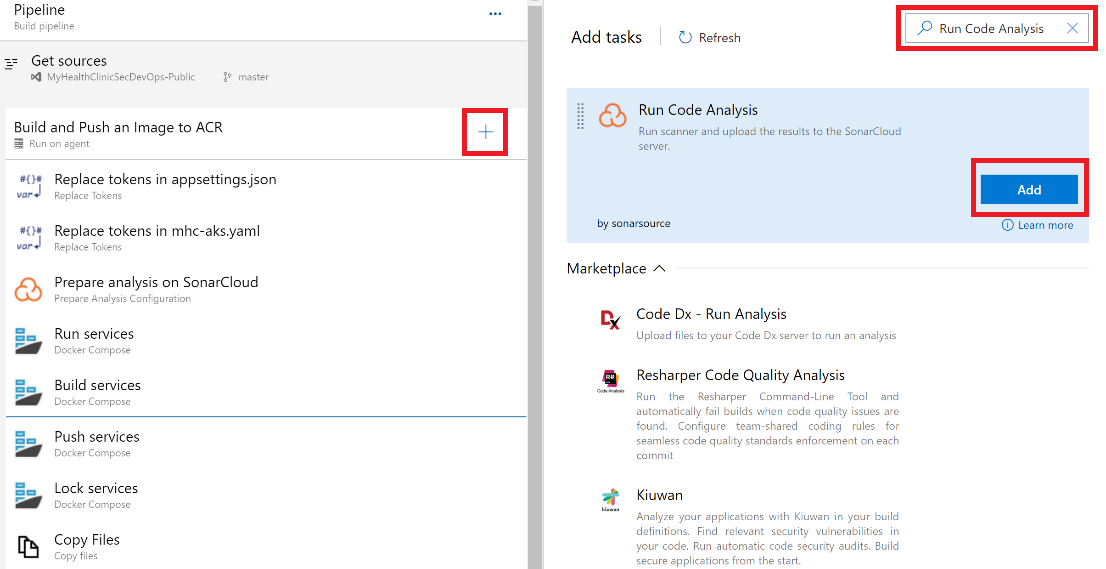 Pipeline
Build pipeline
...
Get sources
MyHealthClinicSecDevOps-Public
master
Build and Push an Image to ACR
Run on agent
#{}#
var
Replace tokens in appsettings.json
Replace Tokens
#{}#
var
Replace tokens in mhc-aks.yaml
Replace Tokens
Prepare analysis on SonarCloud
Prepare Analysis Configuration
Run services
Docker Compose
Build services
Docker Compose
Push services
Docker Compose
Lock services
Docker Compose
Copy Files
Copy files
Add tasks
Refresh
Run Code Analysis
Run Code Analysis
Run scanner and upload the results to the SonarCloud
server.
Add
by sonarsource
Learn more
Marketplace
Dx
Code Dx - Run Analysis
Upload files to your Code Dx server to run an analysis
R#
Code Analysis
Resharper Code Quality Analysis
Run the Resharper Command-Line Tool and
automatically fail builds when code quality issues are
found. Configure team-shared coding rules for
seamless code quality standards enforcement on each
commit
kiuwan
Kiuwan
Analyze your applications with Kiuwan in your build
definitions. Find relevant security vulnerabilities in
your code. Run automatic code security audits. Build
secure applications from the start.